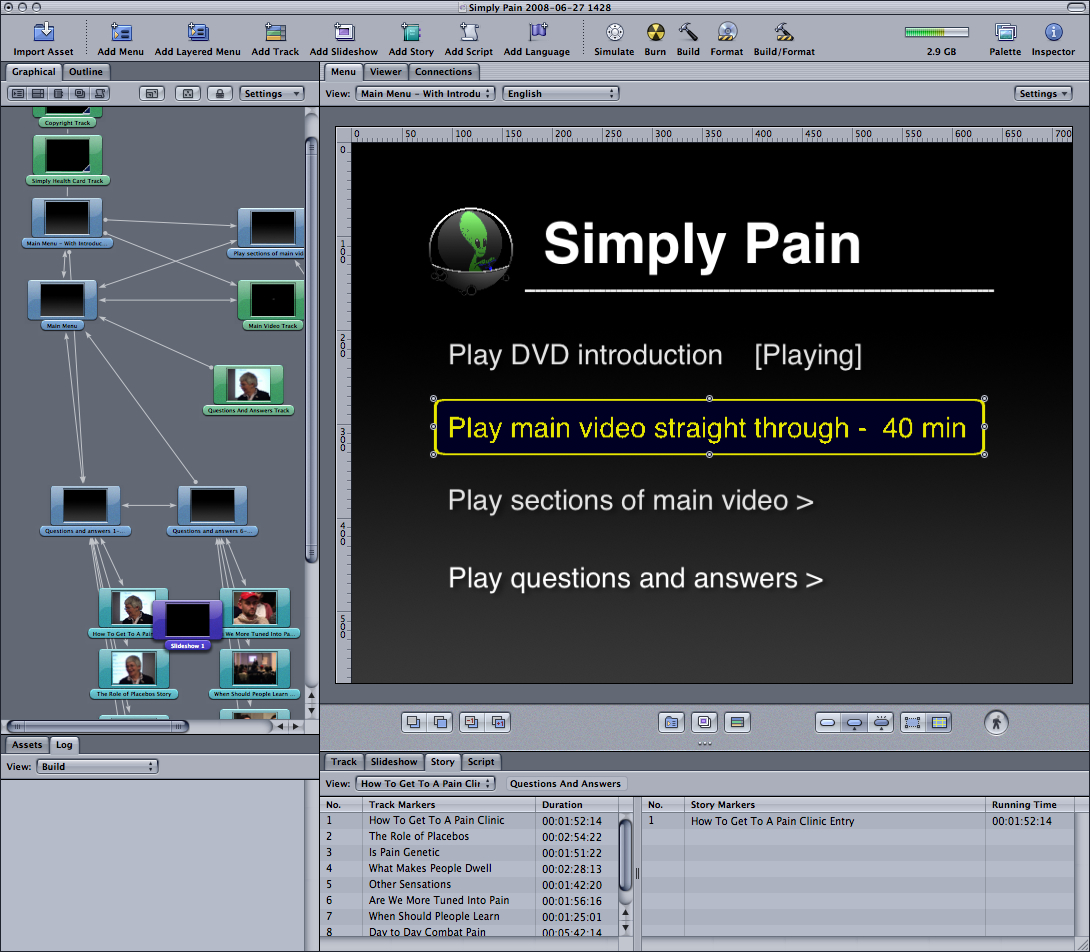 Simply Pain 2008-06-27 1428
Import Asset Add Menu Add Layered Menu Add Track Add Slideshow Add Story Add Script Add Language Simulate Burn Build Format Build/Format 2.9 GB Palette Inspector
Graphical Outline
Settings
Copyright Track
Simply Health Card Track
Main Menu - With Introduc...
Play sections of main vid
Main Menu
Main Video Track
Questions And Answers Track
Questions and answers 1-...
Questions and answers 6-...
How To Get To A Pain
We More Tuned Into Pa...
Slideshow 1
The Role of Placebos Story
When Should People Learn ...
Assets Log
View: Build
Menu Viewer Connections
View: Main Menu - With Introdu English Settings
0 50 100 150 200 250 300 350 400 450 500 550 600 650 700
0
100
200
300
400
500
Simply Pain
Play DVD introduction [Playing]
Play main video straight through - 40 min
Play sections of main video >
Play questions and answers >
Track Slideshow Story Script
View: How To Get To A Pain Clin Questions And Answers
No. Track Markers Duration
1 How To Get To A Pain Clinic 00:01:52:14
2 The Role of Placebos 00:02:54:22
3 Is Pain Genetic 00:01:51:22
4 What Makes People Dwell 00:02:28:13
5 Other Sensations 00:01:42:20
6 Are We More Tuned Into Pain 00:01:56:16
7 When Should Pleople Learn 00:01:25:01
8 Day to Day Combat Pain 00:05:42:14
No. Story Markers Running Time
1 How To Get To A Pain Clinic Entry 00:01:52:14